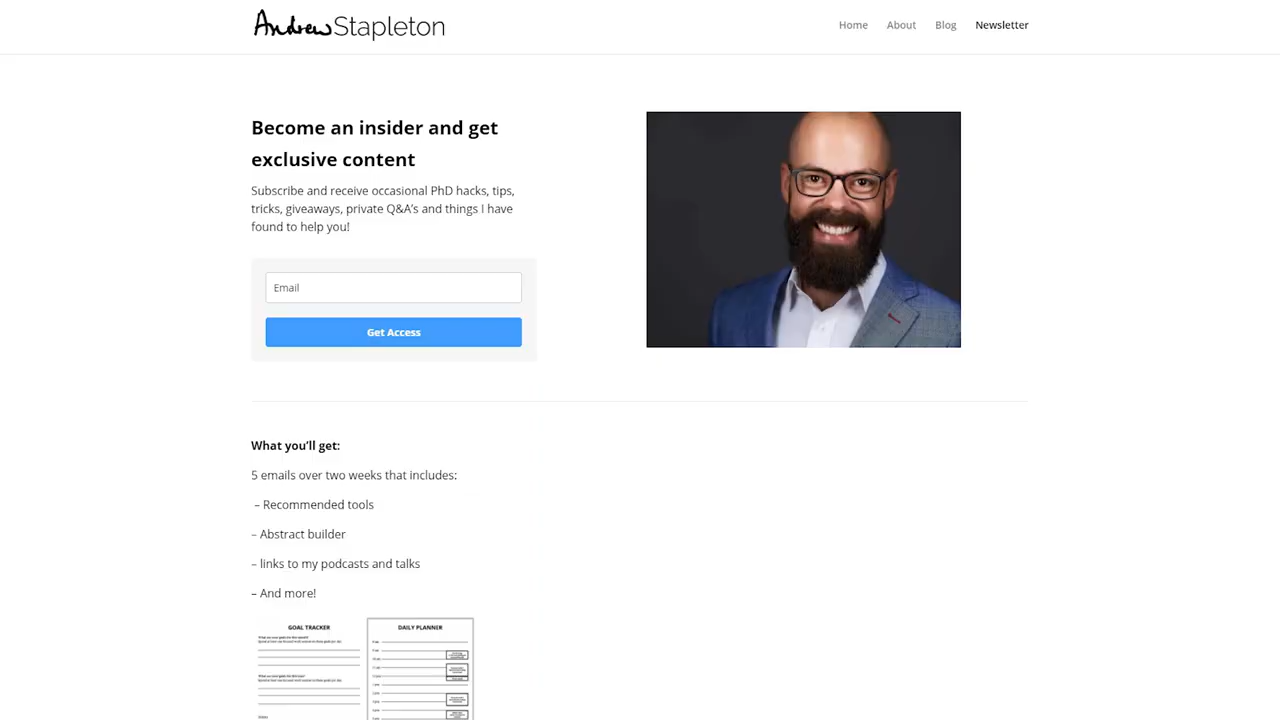 Andrew Stapleton
Home About Blog Newsletter
Become an insider and get
exclusive content
Subscribe and receive occasional PhD hacks, tips,
tricks, giveaways, private Q&A's and things I have
found to help you!
Email
Get Access
What you'll get:
5 emails over two weeks that includes:
– Recommended tools
– Abstract builder
– links to my podcasts and talks
– And more!
GOAL TRACKER
DAILY PLANNER